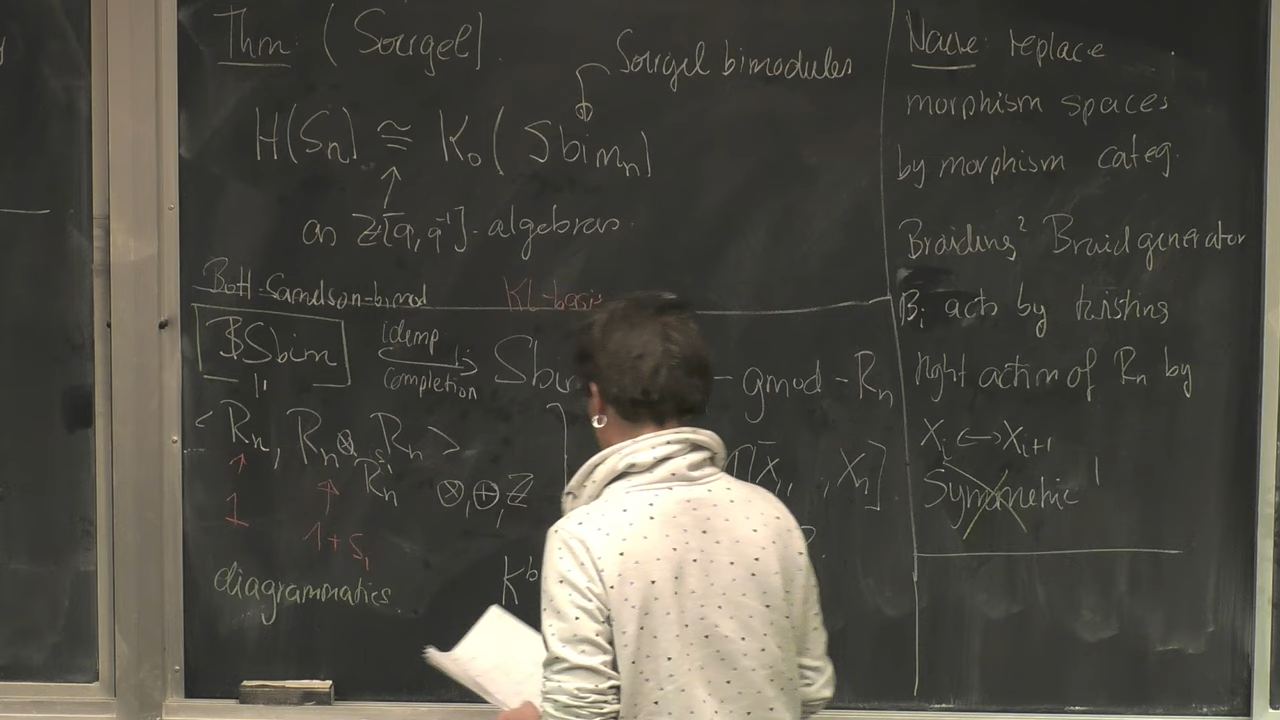 Thm: (Soergel).
Soergel bimodules
H(Sn) ≅ K₀( Sbimn)
↑
as Z[q, q⁻¹]-algebras.
Bott-Samelson-bimod
KL-basis
BSbim
idemp
completion
Sbi
- gmod - Rn
"
< Rn, Rn ⊗ Rn >
Rn
⊗,⊕,Z
X1, , Xn]
↑ ↑
1 1+S1
diagrammatics
K^b
Naive: replace
morphism spaces
by morphism categ.
Braiding? Braid generator
βi acts by twisting
right action of Rn by
Xi ↔ Xi+1
Symmetric !